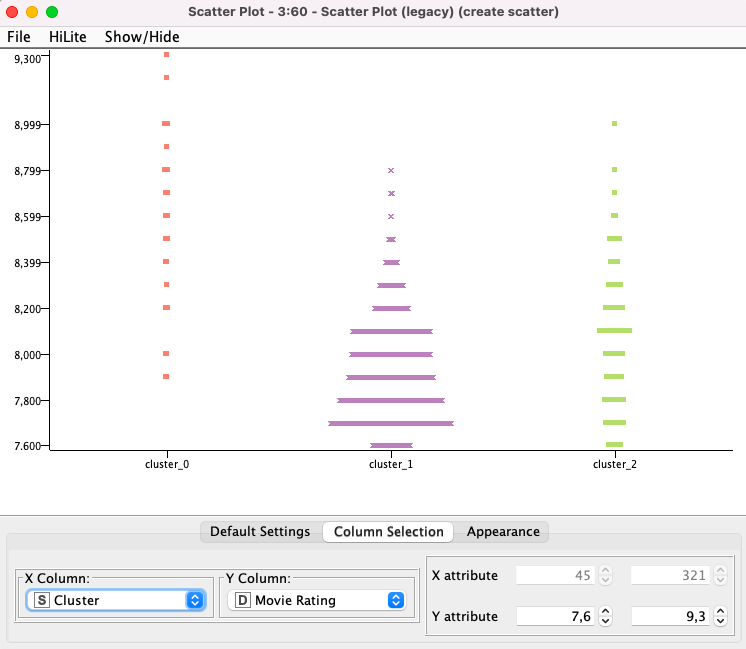 Scatter Plot - 3:60 - Scatter Plot (legacy) (create scatter)
File HiLite Show/Hide
9,300
8,999
8,799
8,599
8,399
8,200
8,000
7,800
7,600
cluster_0 cluster_1 cluster_2
Default Settings Column Selection Appearance
X Column: Y Column:
S Cluster D Movie Rating
X attribute 45 321
Y attribute 7,6 9,3